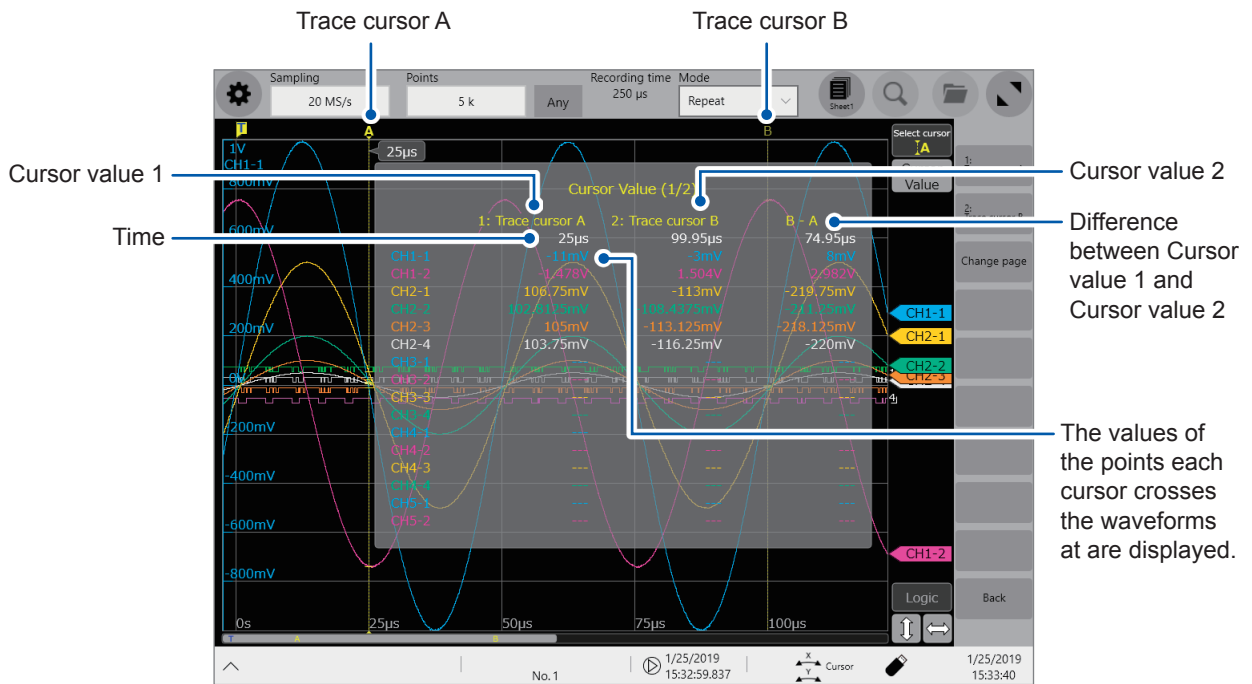 Trace cursor A
Trace cursor B
Sampling
20 MS/s
Points
5 k
Any
Recording time
250 µs
Mode
Repeat
Sheet1
T
A
B
25µs
Select cursor
A
Value
1:
2:
Change page
Back
Logic
Cursor value 1
Time
Cursor value 2
Difference
between Cursor
value 1 and
Cursor value 2
The values of
the points each
cursor crosses
the waveforms
at are displayed.
1V
CH1-1
800mV
600mV
400mV
200mV
-200mV
-400mV
-600mV
-800mV
Cursor Value (1/2)
1: Trace cursor A 2: Trace cursor B B - A
25µs 99.95µs 74.95µs
CH1-1 -11mV -3mV 8mV
CH1-2 -1.478V 1.504V 2.982V
CH2-1 106.75mV -113mV -219.75mV
CH2-2 102.8125mV -108.4375mV -211.25mV
CH2-3 105mV -113.125mV -218.125mV
CH2-4 103.75mV -116.25mV -220mV
CH3-1 ---
CH3-2
CH3-3 --- --- ---
CH3-4 --- --- ---
CH4-1 --- --- ---
CH4-2 --- --- ---
CH4-3 --- --- ---
CH4-4 --- --- ---
CH5-1 --- --- ---
CH5-2 --- --- ---
CH1-1
CH2-1
CH2-2
CH2-3
CH1-2
0s 25µs 50µs 75µs 100µs
T A B
No. 1
1/25/2019
15:32:59.837
X
Y
Cursor
1/25/2019
15:33:40